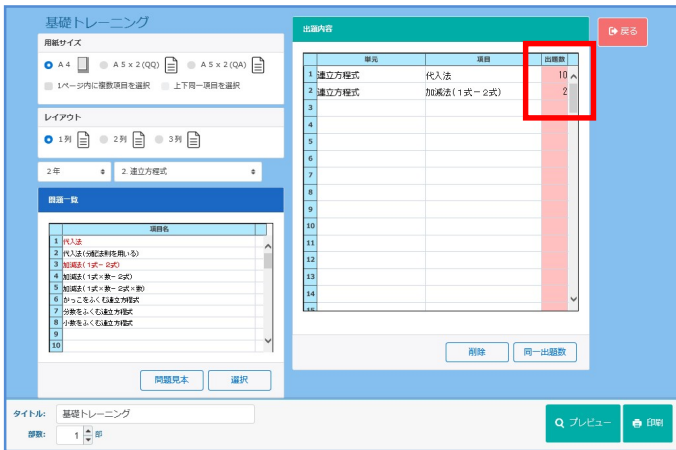 基礎トレーニング
用紙サイズ
A４ A５ｘ２(QQ) A５ｘ２(QA)
1ページ内に複数項目を選択 上下同一項目を選択
レイアウト
1列 2列 3列
2年 2. 連立方程式
問題一覧
項目名
1 代入法
2 代入法(分配法則を用いる)
3 加減法(1式－2式)
4 加減法(1式×数－2式)
5 加減法(1式×数－2式×数)
6 かっこをふくむ連立方程式
7 分数をふくむ連立方程式
8 小数をふくむ連立方程式
9
10
問題見本 選択
出題内容
単元 項目 出題数
1 連立方程式 代入法 10
2 連立方程式 加減法(1式－2式) 2
3
4
5
6
7
8
9
10
11
12
13
14
15
削除 同一出題数
戻る
タイトル: 基礎トレーニング
部数: 1 部
プレビュー 印刷